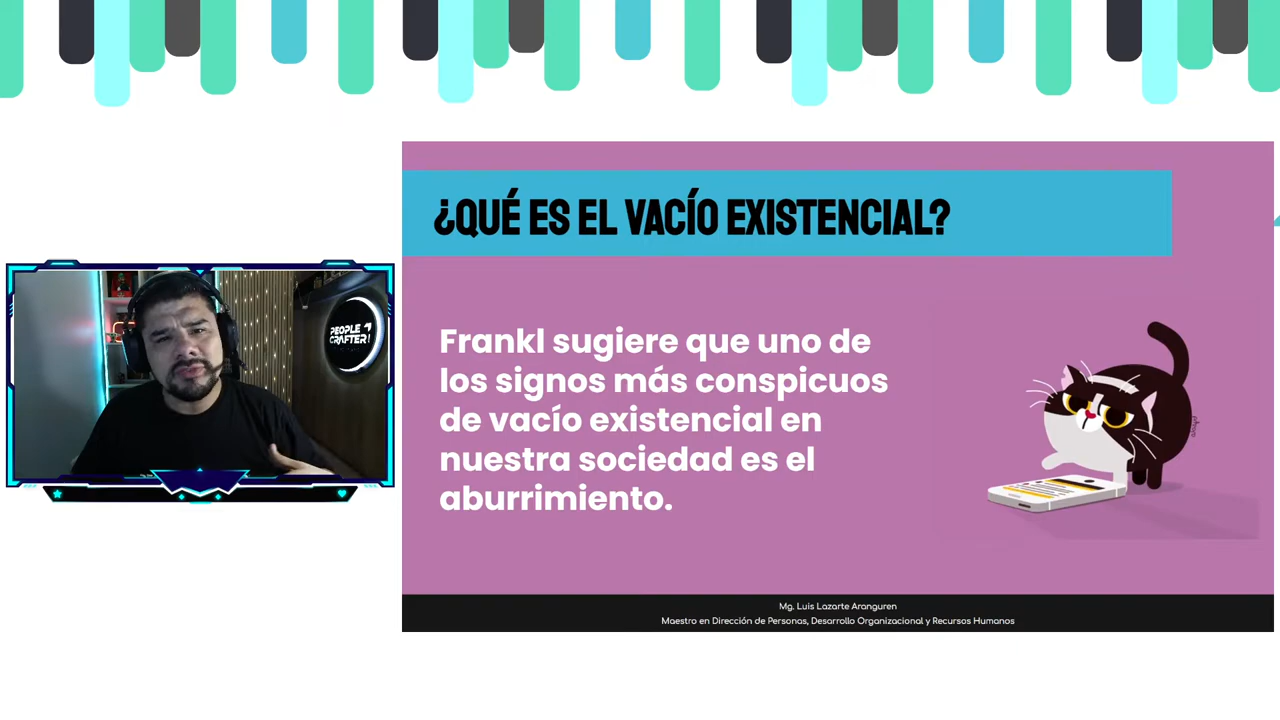 PEOPLE
CRAFTER
¿QUÉ ES EL VACÍO EXISTENCIAL?
Frankl sugiere que uno de
los signos más conspicuos
de vacío existencial en
nuestra sociedad es el
aburrimiento.
Mg. Luis Lazarte Aranguren
Maestro en Dirección de Personas, Desarrollo Organizacional y Recursos Humanos